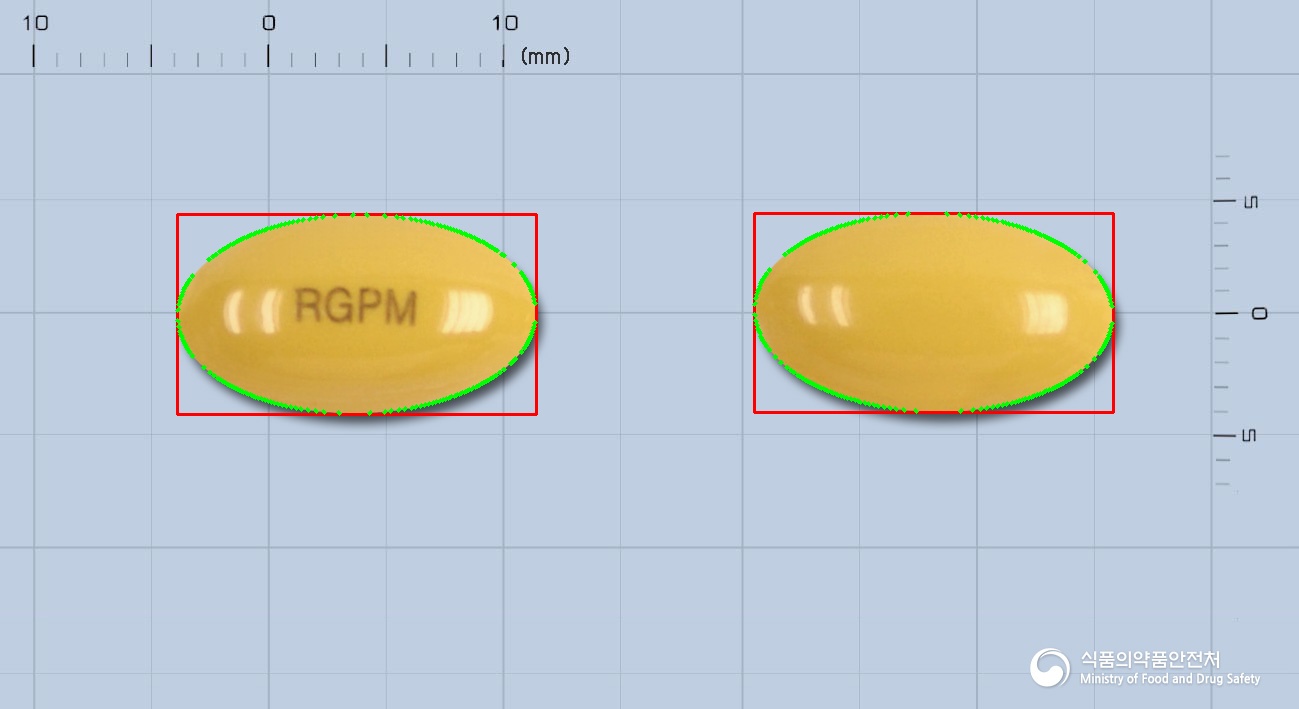 10 0 10
(mm)
RGPM
5
0
5
식품의약품안전처
Ministry of Food and Drug Safety